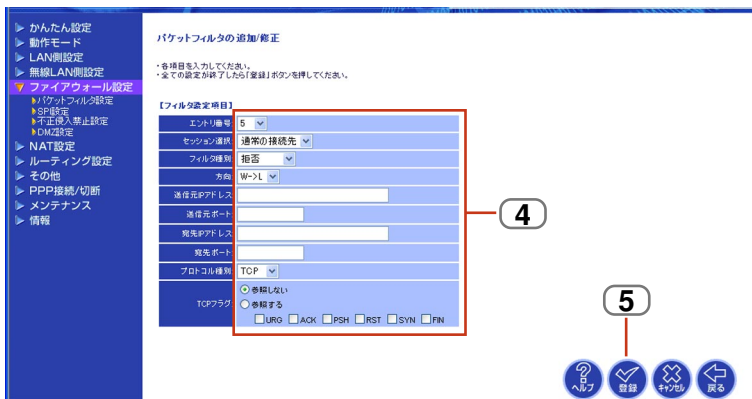 かんたん設定
動作モード
LAN側設定
無線LAN側設定
ファイアウォール設定
パケットフィルタ設定
SPI設定
不正侵入禁止設定
DMZ設定
NAT設定
ルーティング設定
その他
PPP接続/切断
メンテナンス
情報
パケットフィルタの追加/修正
・各項目を入力してください。
・全ての設定が終了したら「登録」ボタンを押してください。
【フィルタ設定項目】
エントリ番号: 5
セッション選択: 通常の接続先
フィルタ種別: 拒否
方向: W->L
送信元IPアドレス:
送信元ポート:
宛先IPアドレス:
宛先ポート:
プロトコル種別: TCP
TCPフラグ: 参照しない
参照する
URG ACK PSH RST SYN FIN
4
5
ヘルプ 登録 キャンセル 戻る